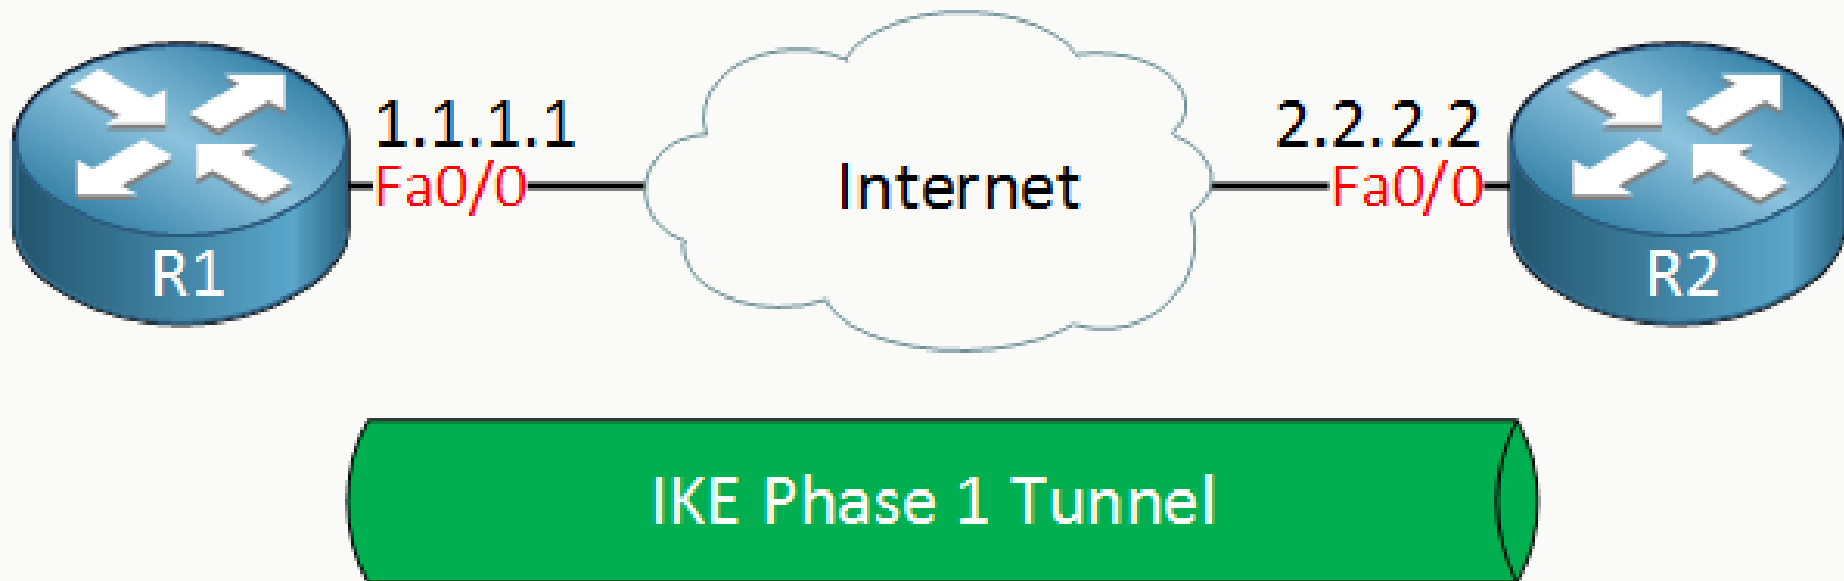 1.1.1.1
2.2.2.2
Fa0/0
Internet
Fa0/0
R1
R2
IKE Phase 1 Tunnel